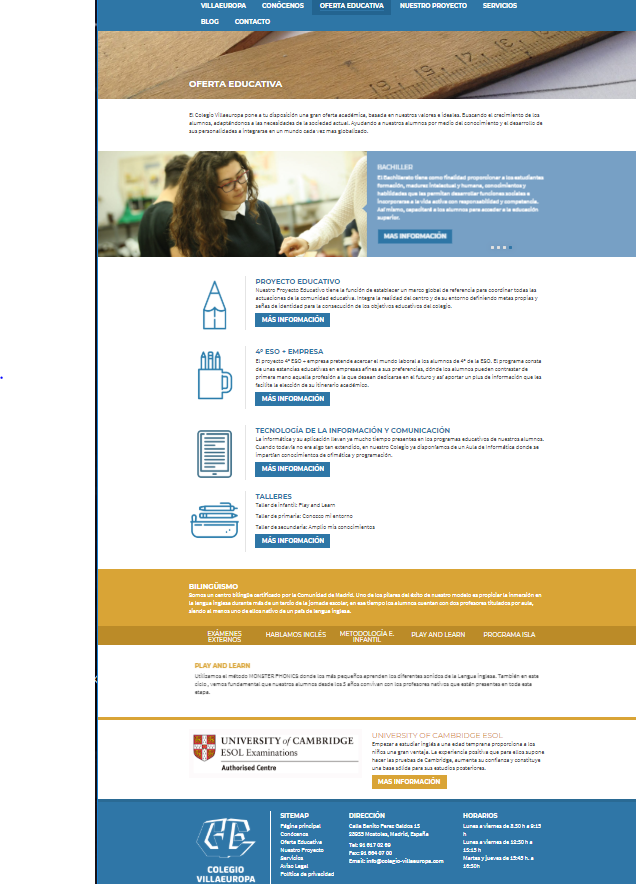 VILLAEUROPA CONÓCENOS OFERTA EDUCATIVA NUESTRO PROYECTO SERVICIOS
BLOG CONTACTO
OFERTA EDUCATIVA
El Colegio Villaeuropa pone a tu disposición una gran oferta académica, basada en nuestros valores e ideales. Buscando el crecimiento de los
alumnos, adaptándonos a las necesidades de la sociedad actual. Ayudando a nuestros alumnos por medio del conocimiento y el desarrollo de
sus personalidades a integrarse en un mundo cada vez mas globalizado.
BACHILLER
El Bachillerato tiene como finalidad proporcionar a los estudiantes
formación, madurez intelectual y humana, conocimientos y
habilidades que les permitan desarrollar funciones sociales e
incorporarse a la vida activa con responsabilidad y competencia.
Así mismo, capacitará a los alumnos para acceder a la educación
superior.
MAS INFORMACIÓN
PROYECTO EDUCATIVO
Nuestro Proyecto Educativo tiene la función de establecer un marco global de referencia para coordinar todas las
actuaciones de la comunidad educativa. Integra la realidad del centro y de su entorno definiendo metas propias y
señas de identidad para la consecución de los objetivos educativos del colegio.
MÁS INFORMACIÓN
4º ESO + EMPRESA
El proyecto 4º ESO + empresa pretende acercar el mundo laboral a los alumnos de 4º de la ESO. El programa consta
de unas estancias educativas en empresas afines a sus preferencias, dónde los alumnos pueden contrastar de
primera mano aquella profesión a la que desean dedicarse en el futuro y así aportar un plus de información que les
facilite la elección de su itinerario académico.
MÁS INFORMACIÓN
TECNOLOGÍA DE LA INFORMACIÓN Y COMUNICACIÓN
La informática y su aplicación llevan ya mucho tiempo presentes en los programas educativos de nuestros alumnos.
Cuando todavía no era algo tan extendido, en nuestro Colegio ya disponíamos de un Aula de Informática donde se
impartían conocimientos de ofimática y programación.
MÁS INFORMACIÓN
TALLERES
Taller de Infantil: Play and Learn
Taller de primaria: Conozco mi entorno
Taller de secundaria: Amplío mis conocimientos
MÁS INFORMACIÓN
BILINGÜISMO
Somos un centro bilingüe certificado por la Comunidad de Madrid. Uno de los pilares del éxito de nuestro modelo es propiciar la inmersión en
la lengua inglesa durante más de un tercio de la jornada escolar, en ese tiempo los alumnos cuentan con dos profesores titulados por aula,
siendo al menos uno de ellos nativo de un país de lengua inglesa.
EXÁMENES EXTERNOS HABLAMOS INGLÉS METODOLOGÍA E. INFANTIL PLAY AND LEARN PROGRAMA ISLA
PLAY AND LEARN
Utilizamos el método MONSTER PHONICS donde los más pequeños aprenden los diferentes sonidos de la Lengua Inglesa. También en este
ciclo , vemos fundamental que nuestros alumnos desde los 3 años convivan con los profesores nativos que están presentes en toda esta
etapa.
UNIVERSITY of CAMBRIDGE
ESOL Examinations
Authorised Centre
UNIVERSITY OF CAMBRIDGE ESOL
Empezar a estudiar inglés a una edad temprana proporciona a los
niños una gran ventaja. La experiencia positiva que para ellos supone
hacer las pruebas de Cambridge, aumenta su confianza y constituye
una base sólida para sus estudios posteriores.
MAS INFORMACIÓN
COLEGIO
VILLAEUROPA
SITEMAP
Página principal
Conócenos
Oferta Educativa
Nuestro Proyecto
Servicios
Aviso Legal
Política de privacidad
DIRECCIÓN
Calle Benito Perez Galdos 15
28935 Mostoles, Madrid, España
Tel: 91 617 02 69
Fax: 91 664 07 00
Email: info@colegio-villaeuropa.com
HORARIOS
Lunes a viernes de 8.50 h a 9:15
h
Lunes a viernes de 12:50 h a
13:15 h
Martes y jueves de 15:45 h. a
16:50h